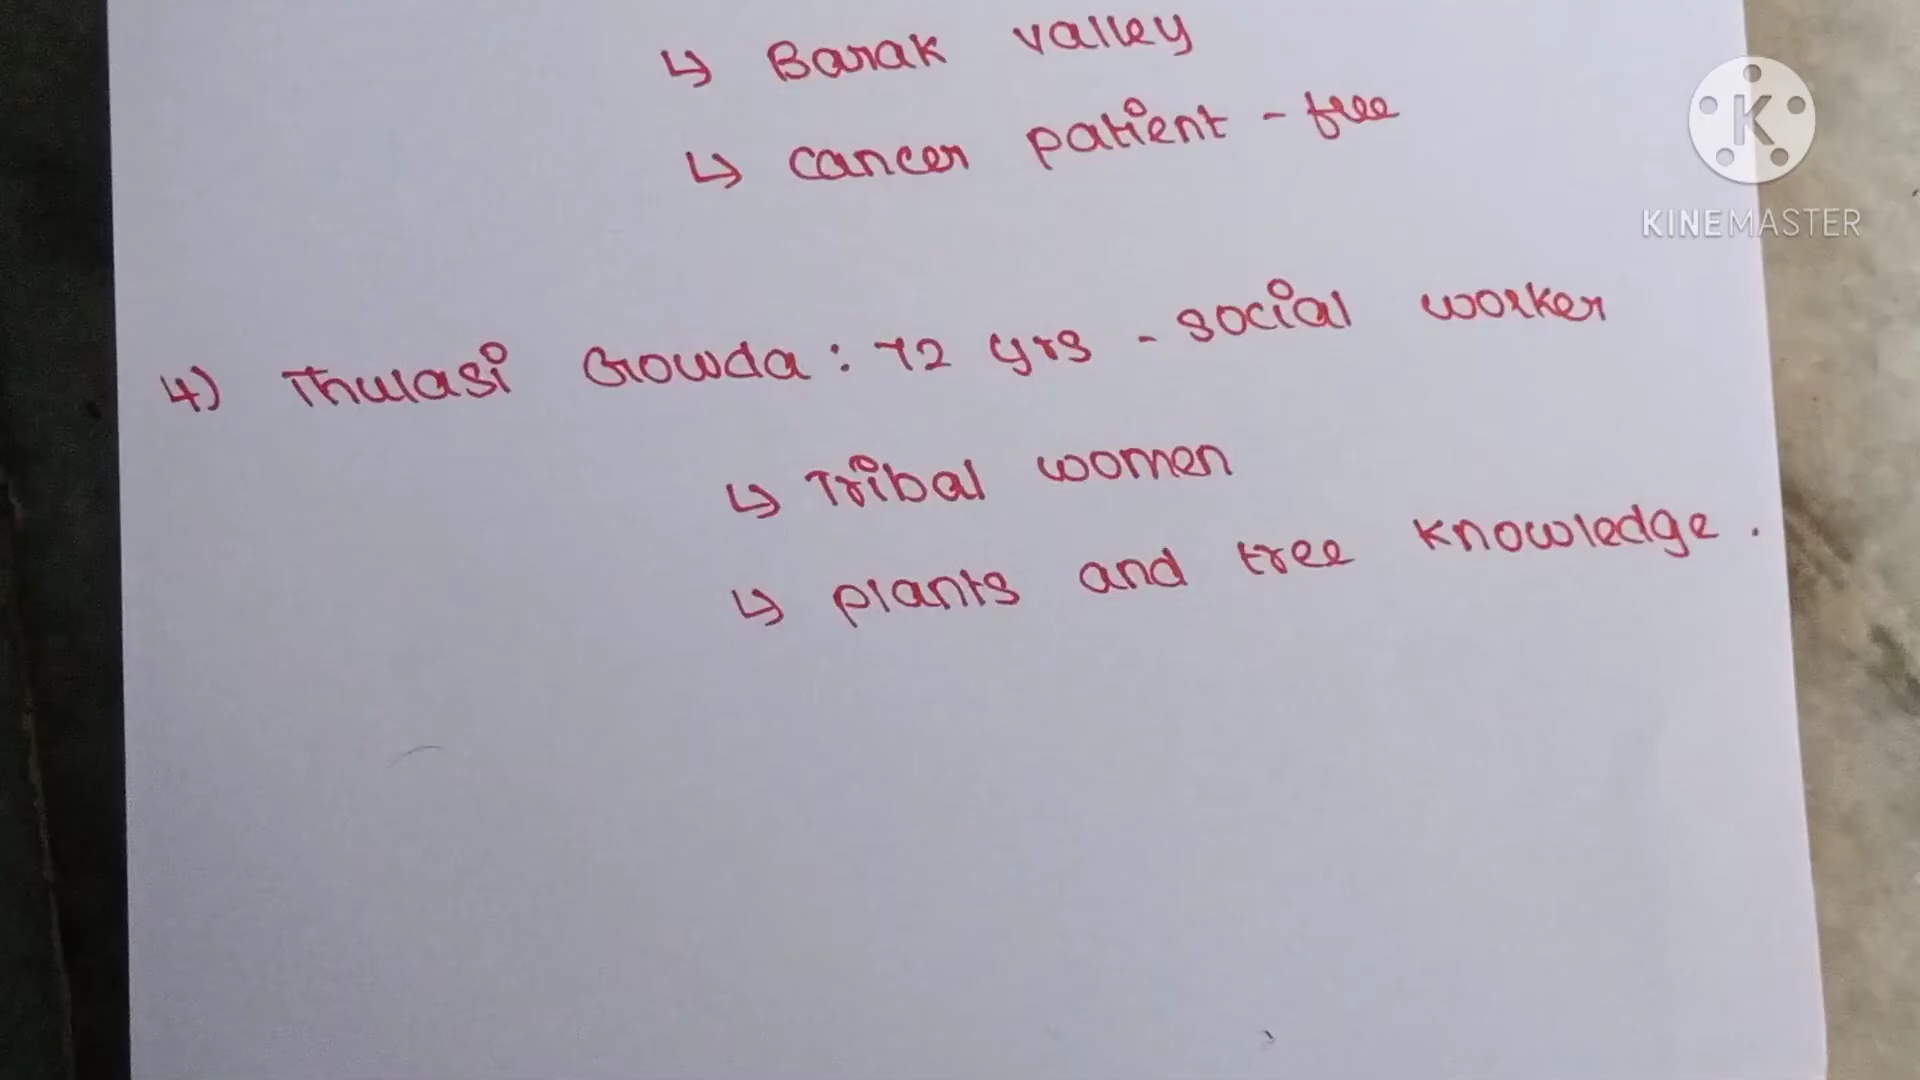 ↳ Barak valley
↳ cancer patient - free
4) Thulasi Gowda : 72 yrs - social worker
↳ Tribal women
↳ plants and tree knowledge.
K
KINEMASTER